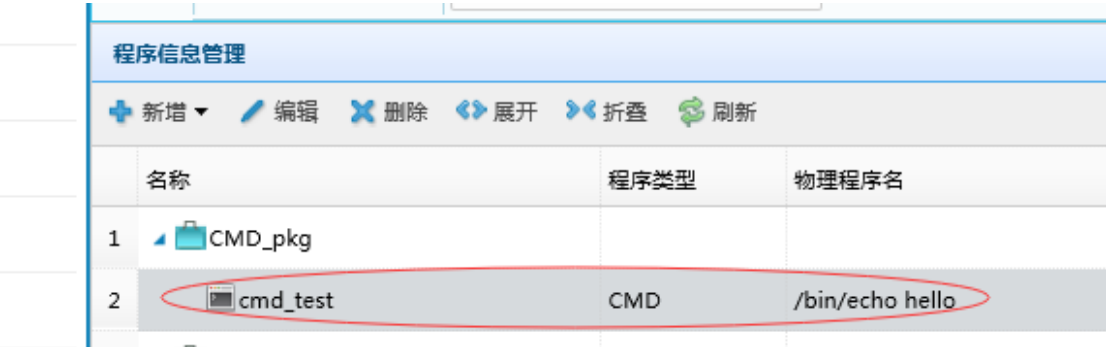 程序信息管理
新增 编辑 删除 展开 折叠 刷新
名称 程序类型 物理程序名
1 CMD_pkg
2 cmd_test CMD /bin/echo hello